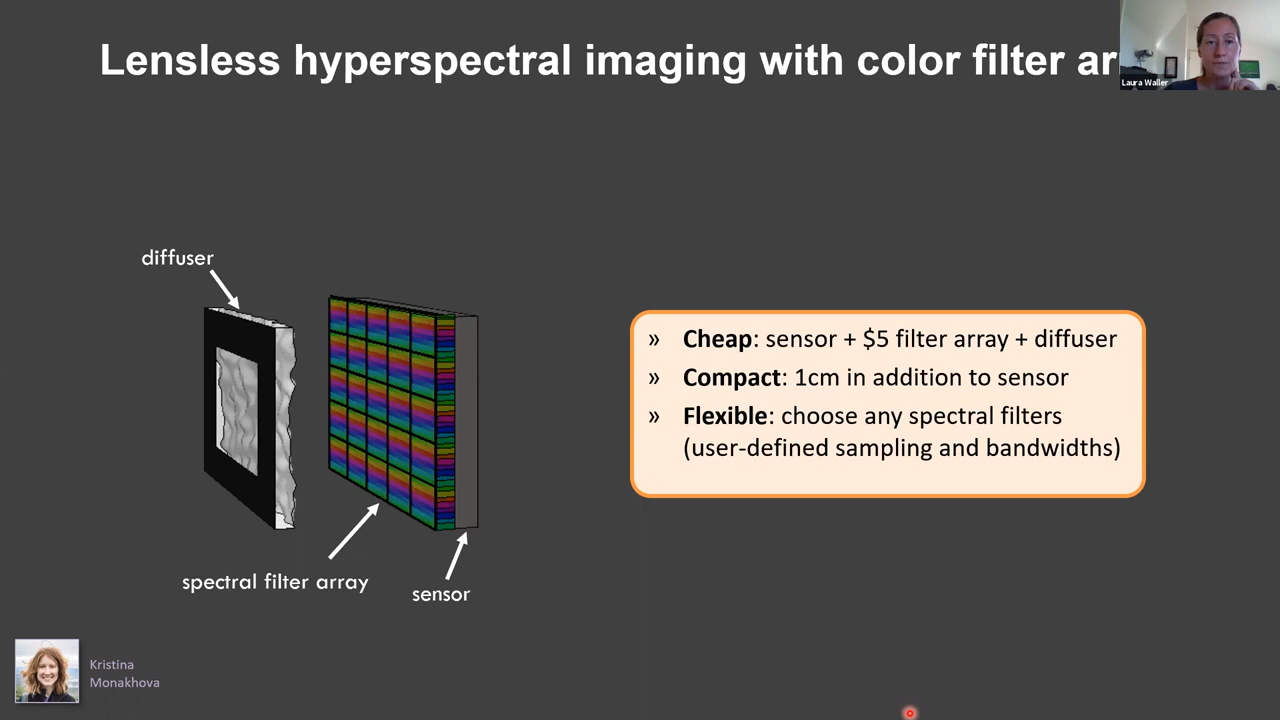 Lensless hyperspectral imaging with color filter ar
Laura Waller
diffuser
» Cheap: sensor + $5 filter array + diffuser
» Compact: 1cm in addition to sensor
» Flexible: choose any spectral filters
(user-defined sampling and bandwidths)
spectral filter array
sensor
Kristina
Monakhova